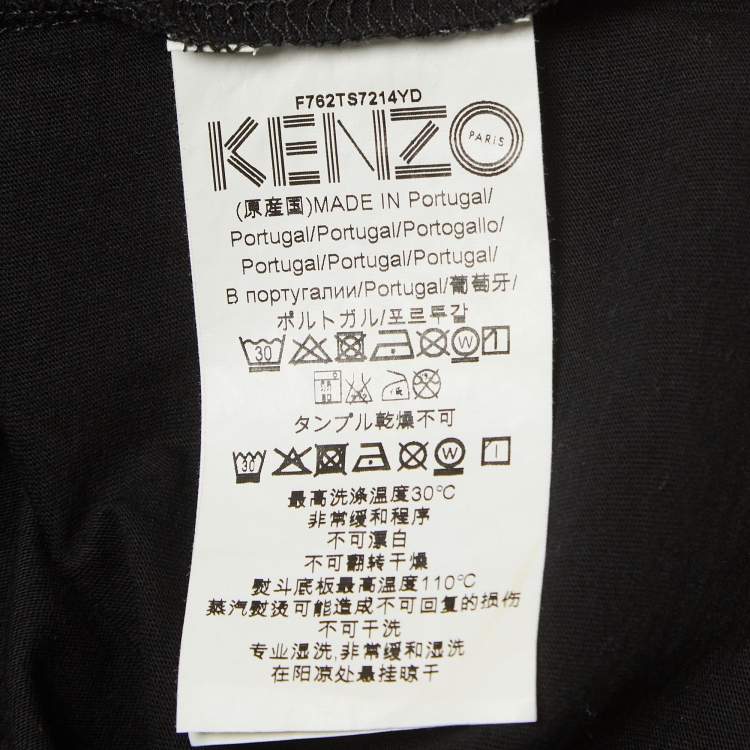 F762TS7214YD
KENZO PARIS
(原産国)MADE IN Portugal/
Portugal/Portugal/Portogallo/
Portugal/Portugal/Portugal/
В португалии/Portugal/葡萄牙/
ポルトガル/포르투갈
30 W
タンプル乾燥不可
30 W
最高洗涤温度30℃
非常缓和程序
不可漂白
不可翻转干燥
熨斗底板最高温度110℃
蒸汽熨烫可能造成不可回复的损伤
不可干洗
专业湿洗,非常缓和湿洗
在阳凉处悬挂晾干